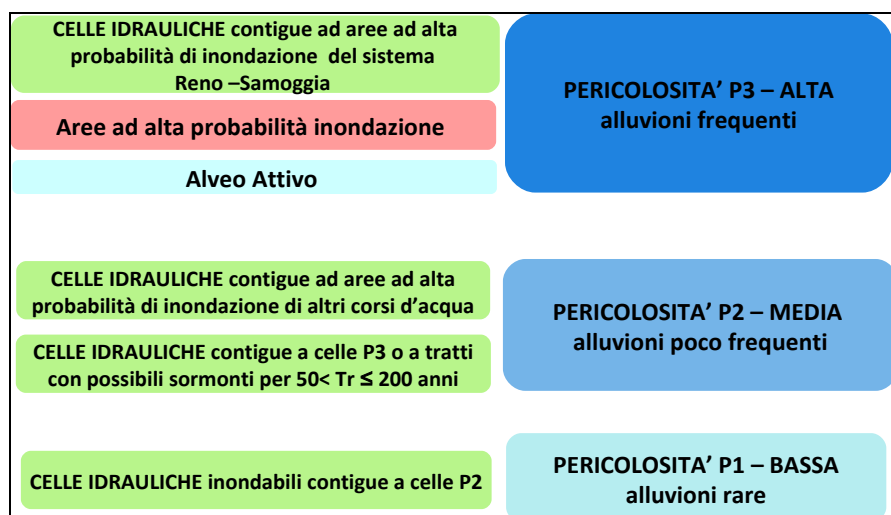 CELLE IDRAULICHE contigue ad aree ad alta
probabilità di inondazione del sistema
Reno –Samoggia
Aree ad alta probabilità inondazione
Alveo Attivo
PERICOLOSITA’ P3 – ALTA
alluvioni frequenti
CELLE IDRAULICHE contigue ad aree ad alta
probabilità di inondazione di altri corsi d’acqua
CELLE IDRAULICHE contigue a celle P3 o a tratti
con possibili sormonti per 50< Tr ≤ 200 anni
PERICOLOSITA’ P2 – MEDIA
alluvioni poco frequenti
CELLE IDRAULICHE inondabili contigue a celle P2
PERICOLOSITA’ P1 – BASSA
alluvioni rare